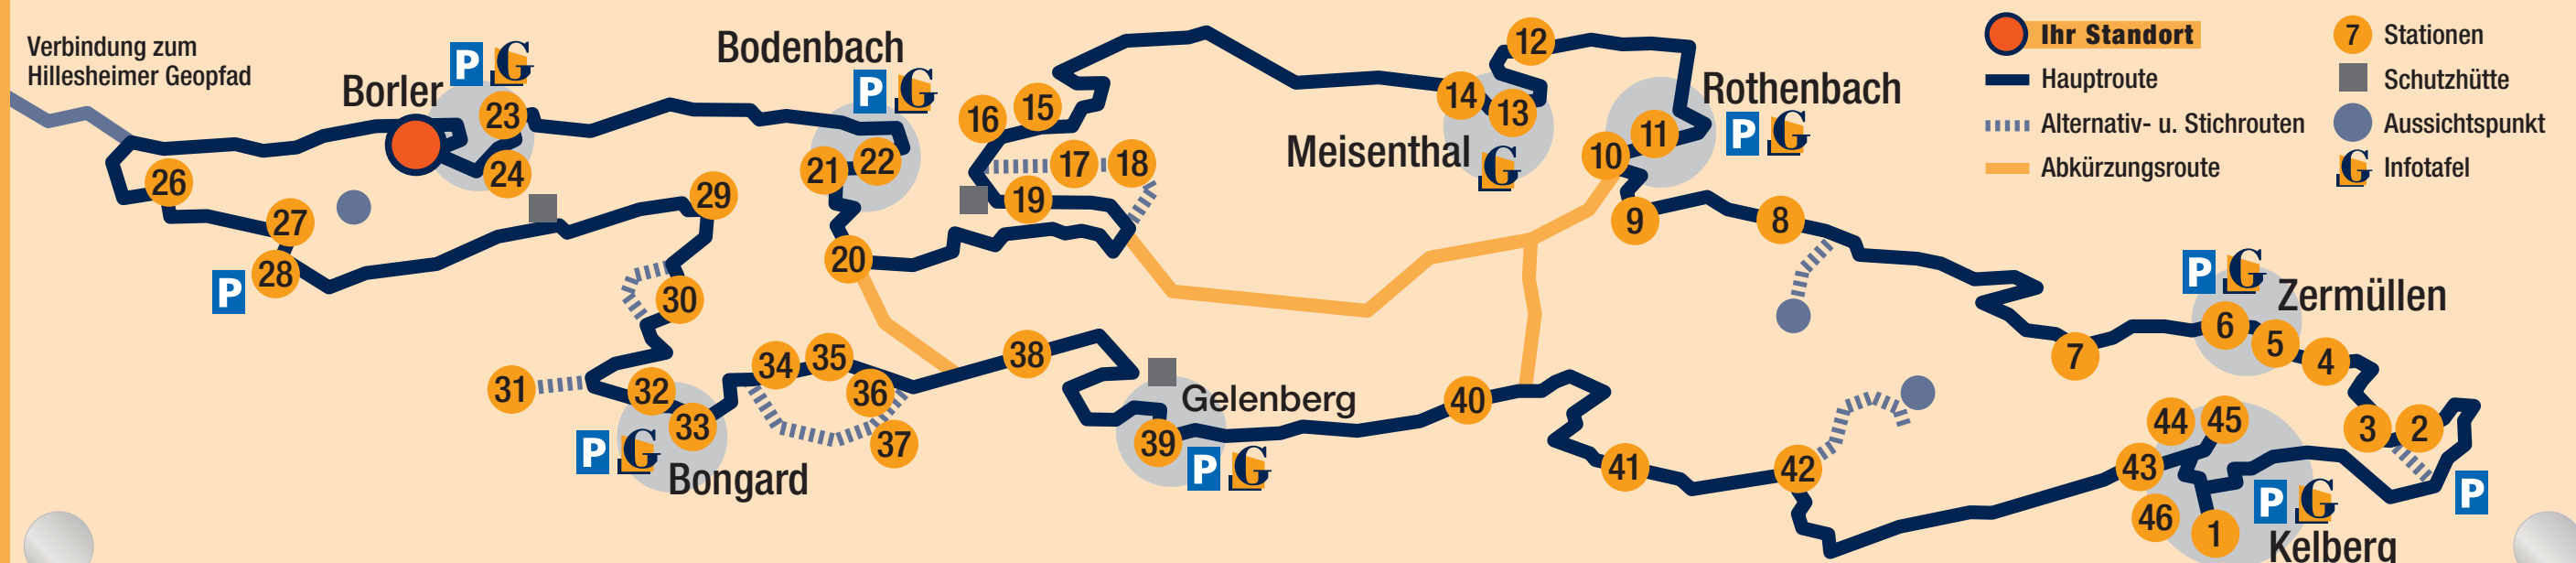 Verbindung zum
Hillesheimer Geopfad
Borler
P G
23
24
26
27
28
P
29
30
31
32
33
P G
Bongard
Bodenbach
P G
21
22
20
16
15
17
18
19
34
35
36
37
38
Gelenberg
39
P G
40
Meisenthal
G
14
13
12
Rothenbach
P G
11
10
9
8
7
41
42
P G
Zermüllen
6
5
4
3
2
P
44
45
43
46
1
P G
Kelberg
Ihr Standort
Hauptroute
Alternativ- u. Stichrouten
Abkürzungsroute
7 Stationen
Schutzhütte
Aussichtspunkt
G Infotafel